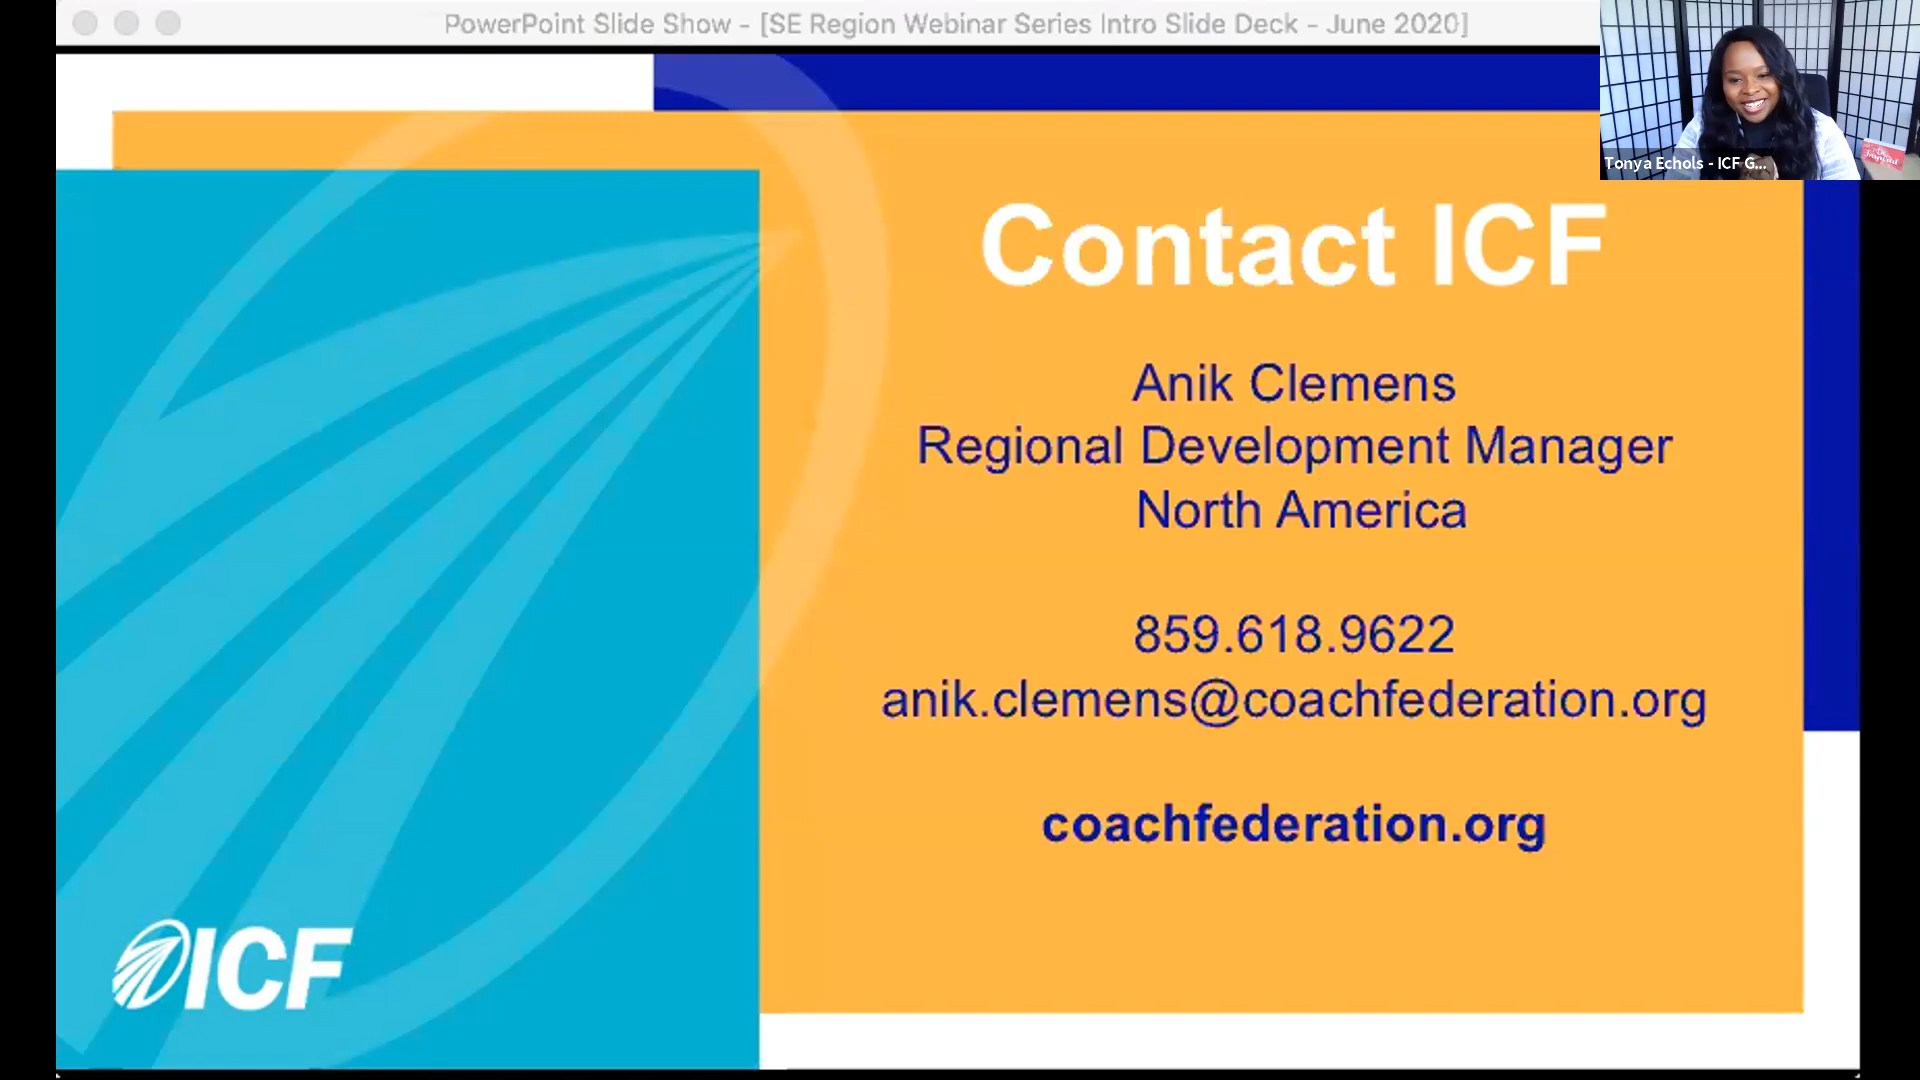 PowerPoint Slide Show - [SE Region Webinar Series Intro Slide Deck - June 2020]
Tonya Echols - ICF G...
Contact ICF
Anik Clemens
Regional Development Manager
North America
859.618.9622
anik.clemens@coachfederation.org
coachfederation.org
ICF